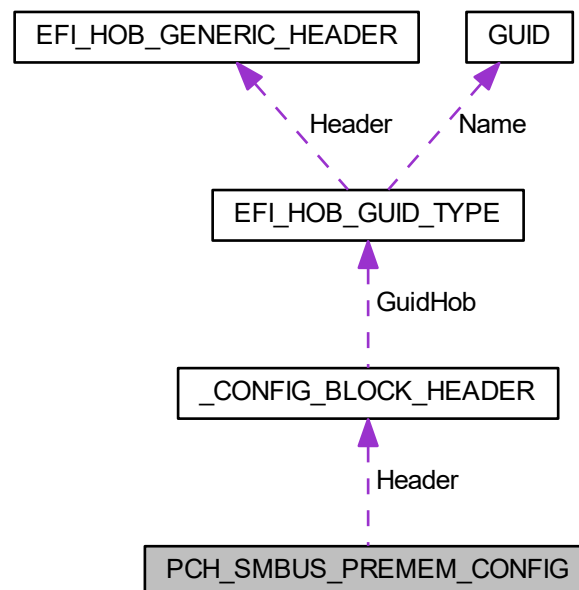 EFI_HOB_GENERIC_HEADER
GUID
Header
Name
EFI_HOB_GUID_TYPE
GuidHob
_CONFIG_BLOCK_HEADER
Header
PCH_SMBUS_PREMEM_CONFIG